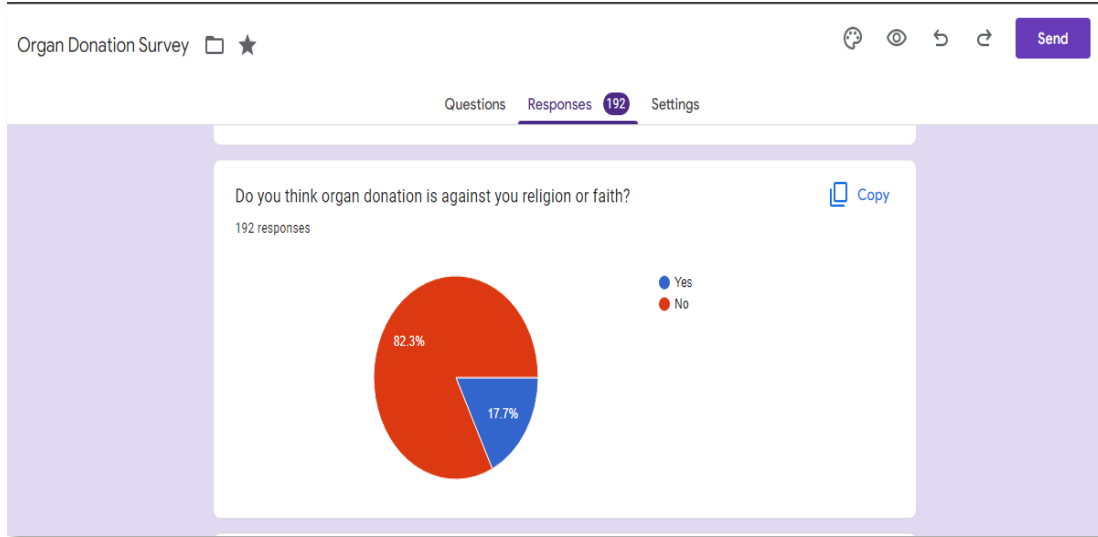 Organ Donation Survey
Send
Questions Responses 192 Settings
Do you think organ donation is against you religion or faith?
Copy
192 responses
Yes
No
82.3%
17.7%